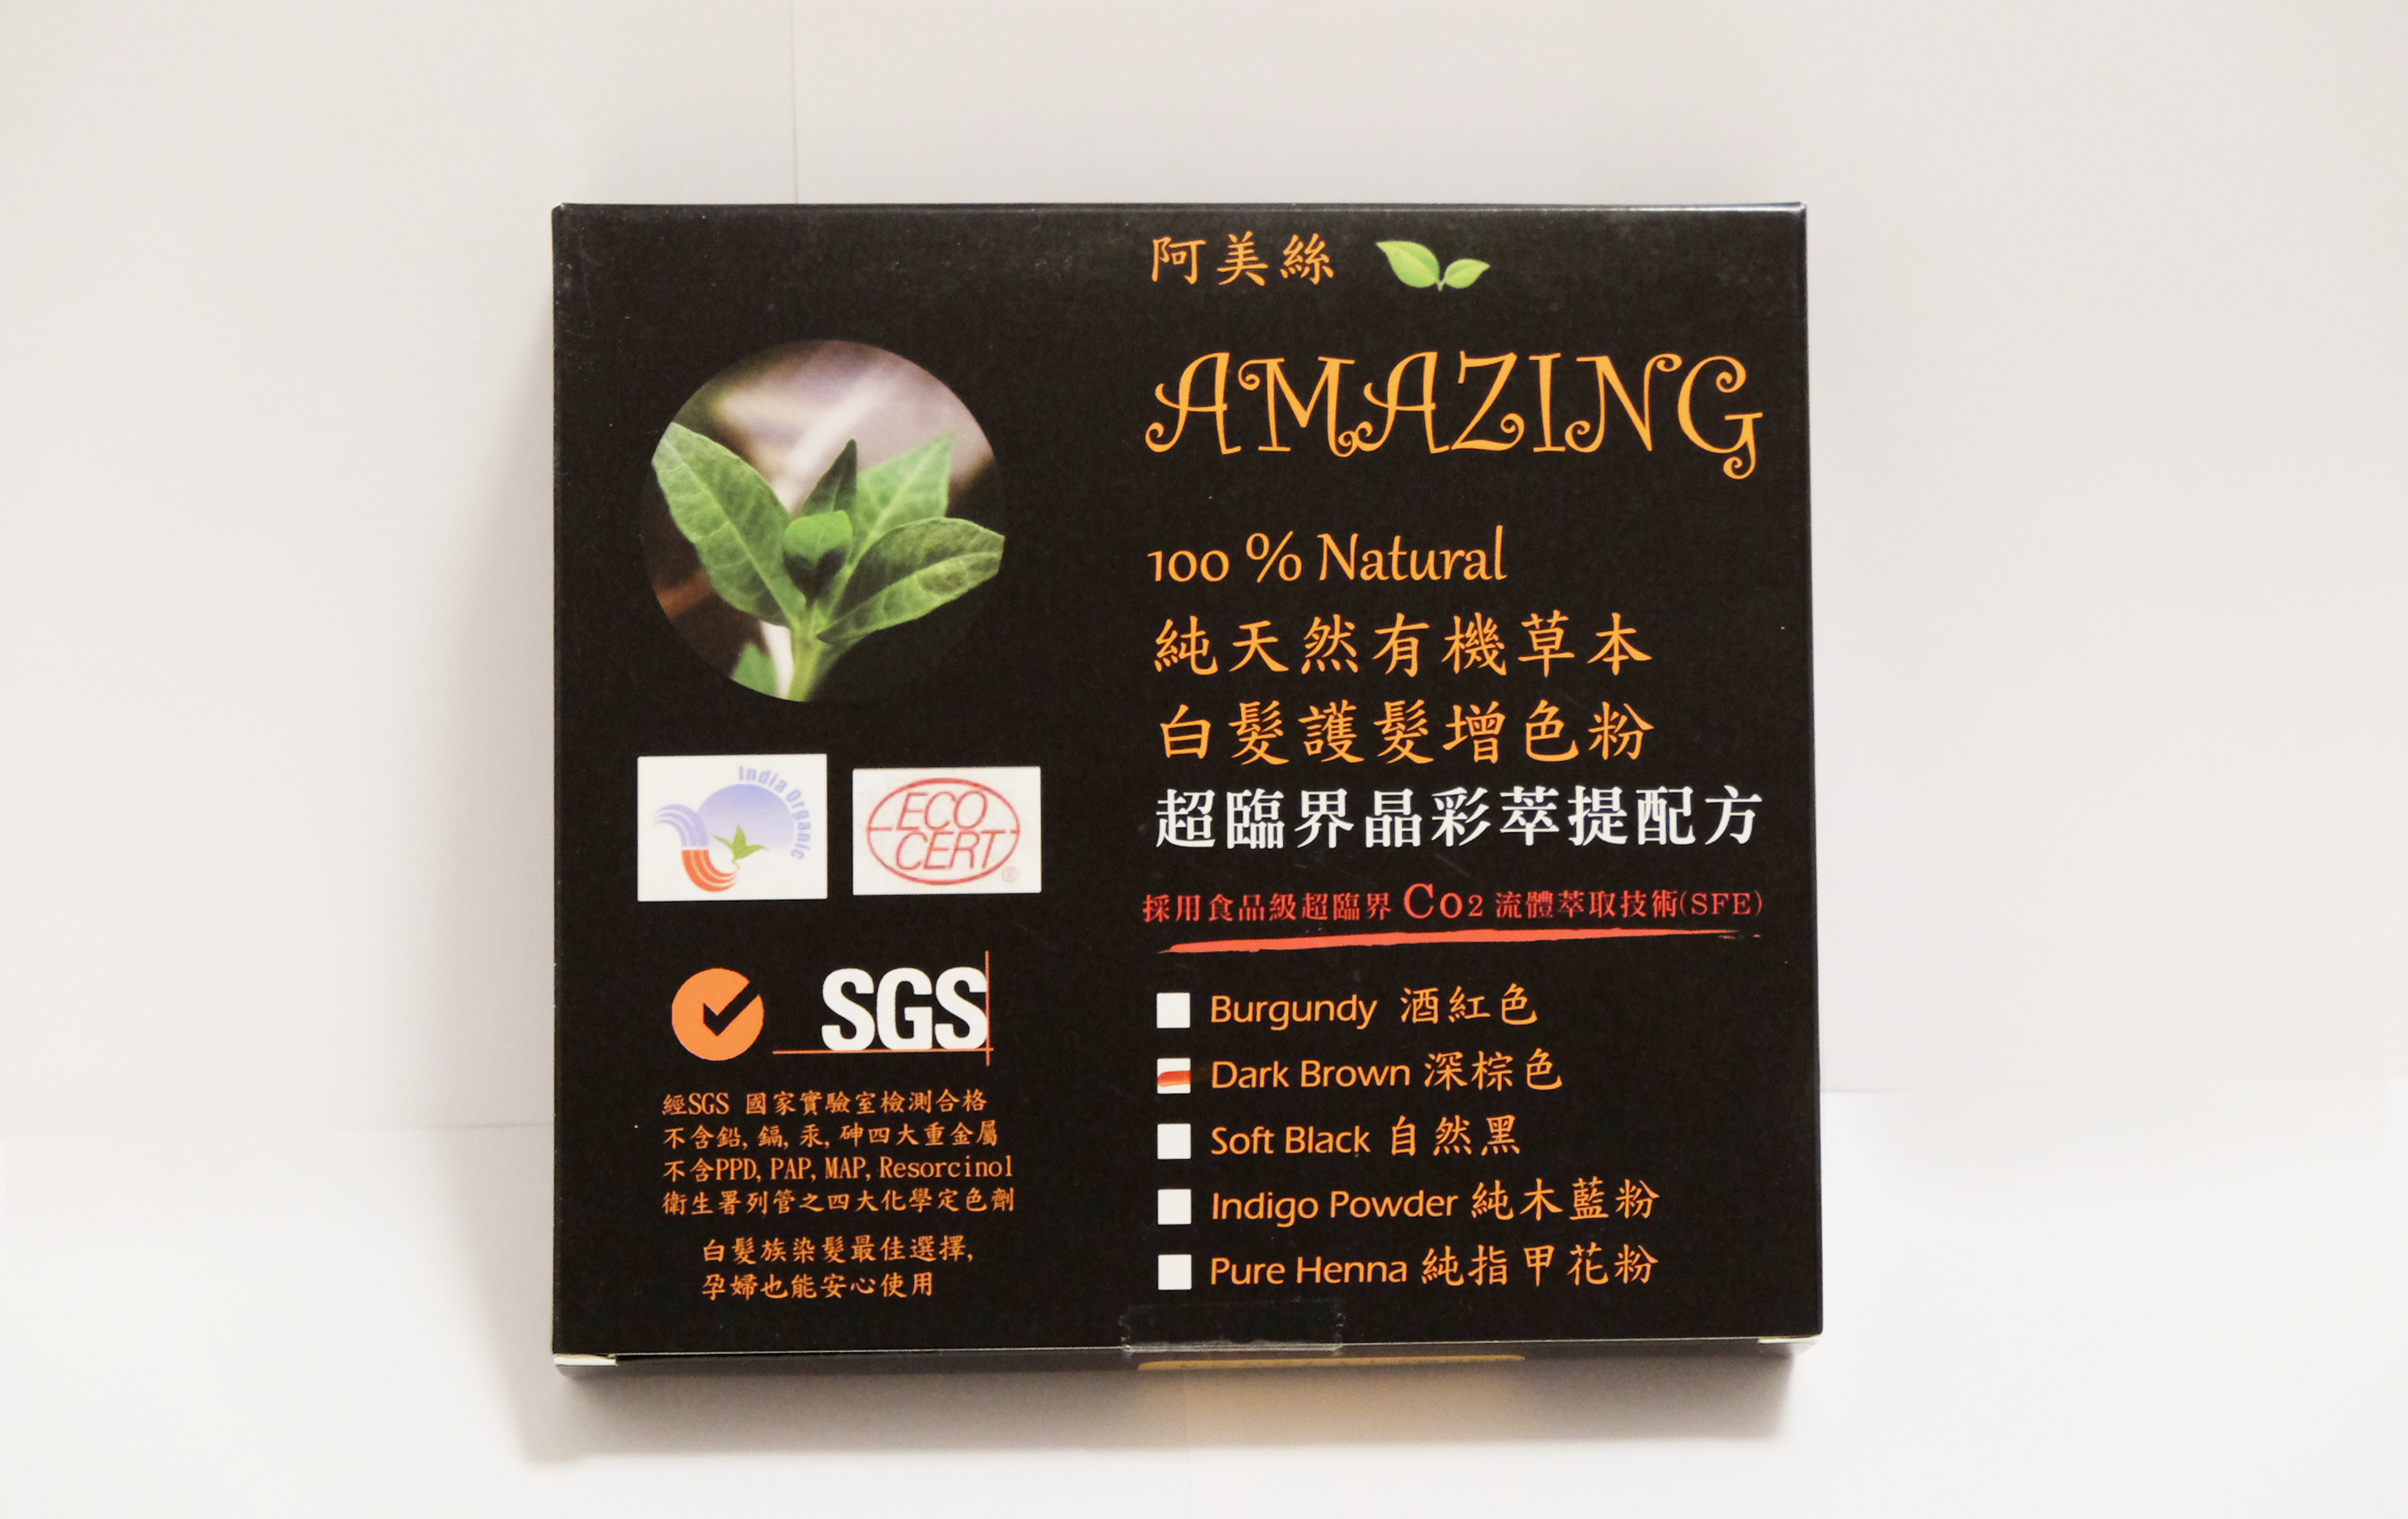 阿美絲
AMAZING
100 % Natural
純天然有機草本
白髮護髮增色粉
超臨界晶彩萃提配方
採用食品級超臨界 Co2 流體萃取技術(SFE)
Burgundy 酒紅色
Dark Brown 深棕色
Soft Black 自然黑
Indigo Powder 純木藍粉
Pure Henna 純指甲花粉
India Organic
ECO
CERT
®
SGS
經SGS 國家實驗室檢測合格
不含鉛, 鎘, 汞, 砷四大重金屬
不含PPD, PAP, MAP, Resorcinol
衛生署列管之四大化學定色劑
白髮族染髮最佳選擇,
孕婦也能安心使用